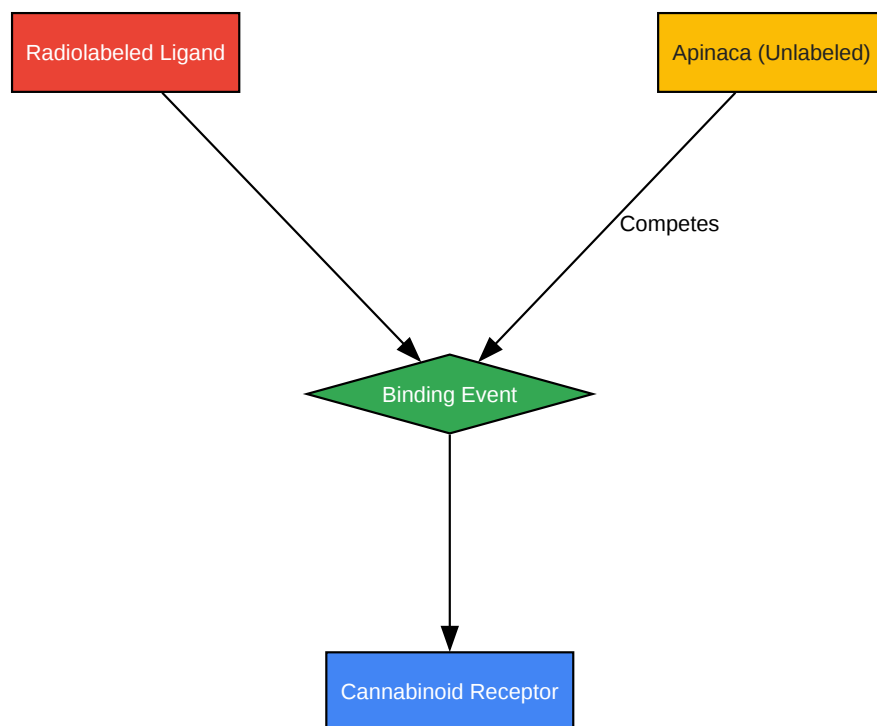 Radiolabeled Ligand
Apinaca (Unlabeled)
Competes
Binding Event
Cannabinoid Receptor